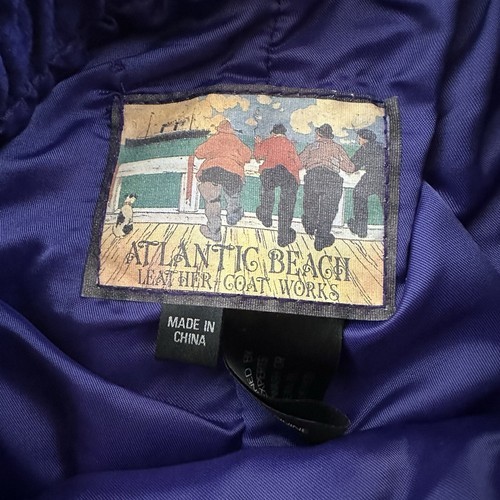 ATLANTIC BEACH
LEATHER COAT WORKS
MADE IN
CHINA